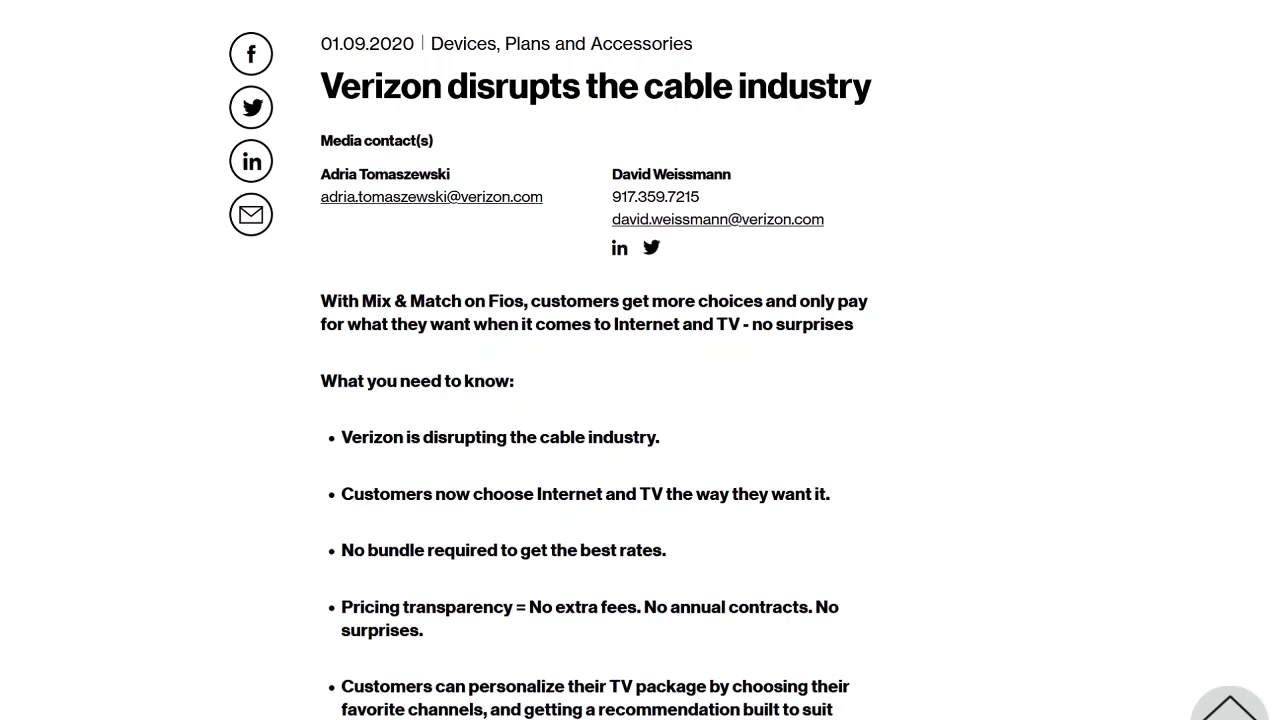 01.09.2020 | Devices, Plans and Accessories
Verizon disrupts the cable industry
Media contact(s)
Adria Tomaszewski
adria.tomaszewski@verizon.com
David Weissmann
917.359.7215
david.weissmann@verizon.com
With Mix & Match on Fios, customers get more choices and only pay
for what they want when it comes to Internet and TV - no surprises
What you need to know:
• Verizon is disrupting the cable industry.
• Customers now choose Internet and TV the way they want it.
• No bundle required to get the best rates.
• Pricing transparency = No extra fees. No annual contracts. No
surprises.
• Customers can personalize their TV package by choosing their
favorite channels, and getting a recommendation built to suit